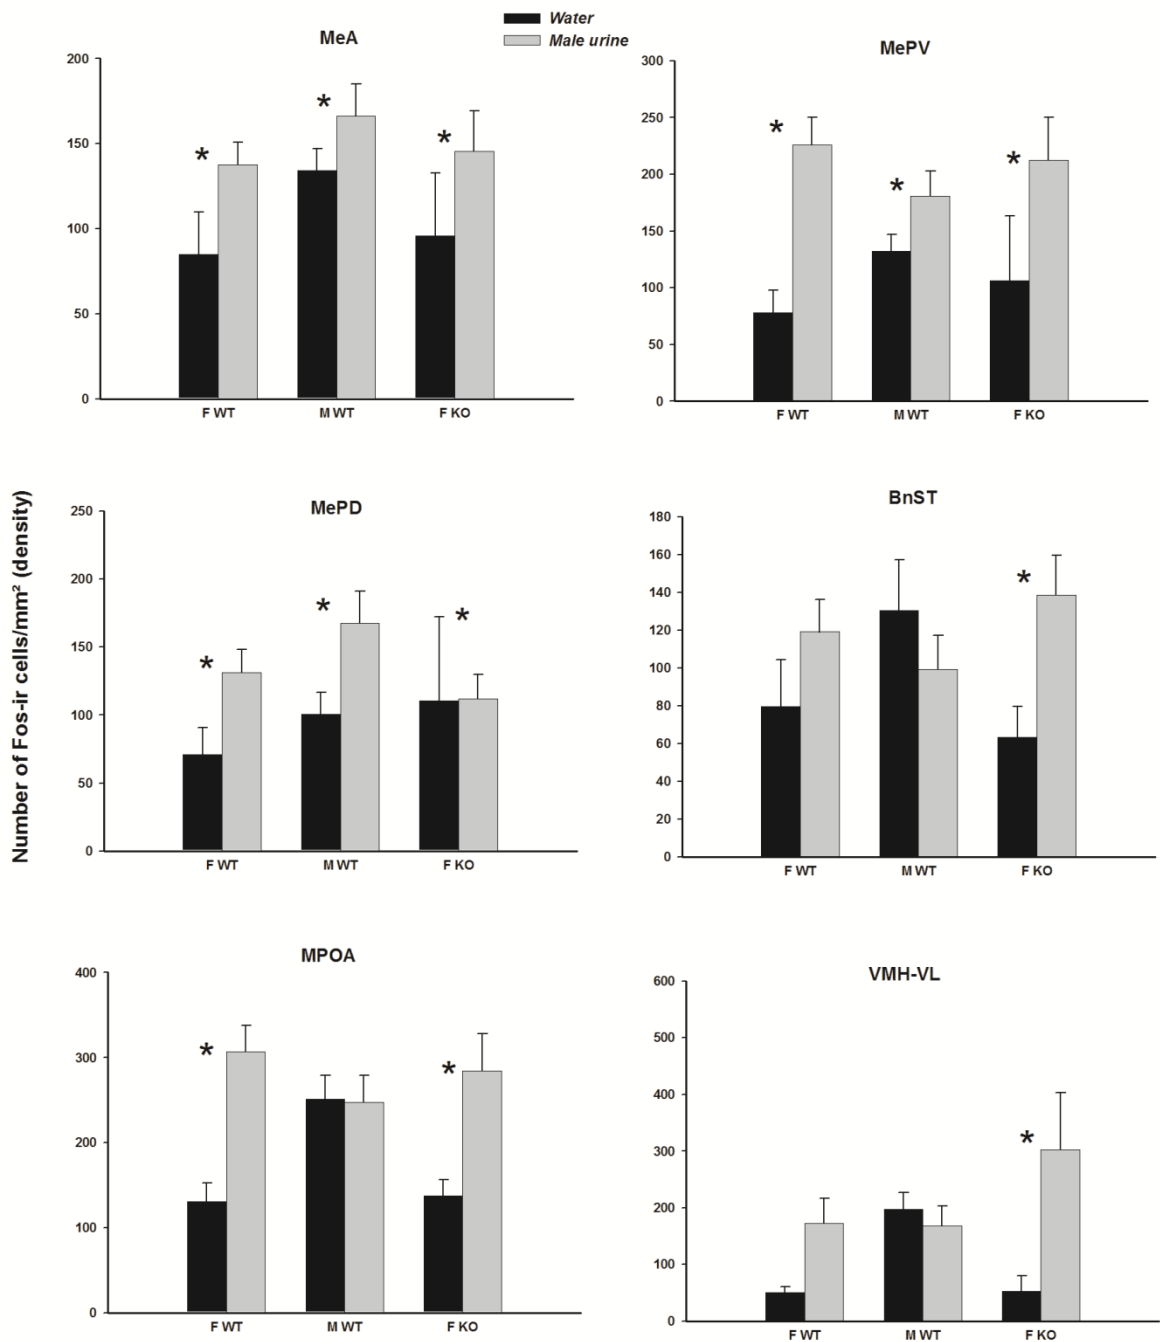 Water
Male urine
MeA
200
150
100
50
0
*
*
*
F WT
M WT
F KO
MePV
300
250
200
150
100
50
0
*
*
*
F WT
M WT
F KO
Number of Fos-ir cells/mm² (density)
MePD
250
200
150
100
50
0
*
*
*
F WT
M WT
F KO
BnST
180
160
140
120
100
80
60
40
20
0
*
F WT
M WT
F KO
MPOA
400
300
200
100
0
*
*
F WT
M WT
F KO
VMH-VL
600
500
400
300
200
100
0
*
F WT
M WT
F KO